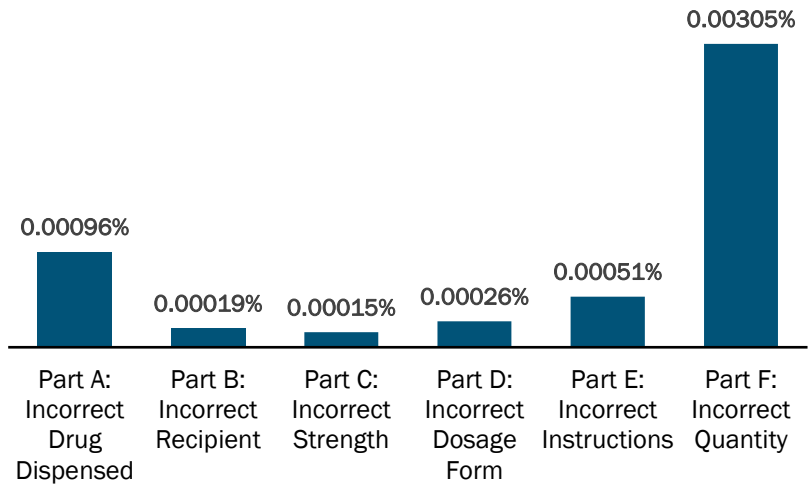 0.00305%
0.00096%
0.00051%
0.00026%
0.00019%
0.00015%
Part A:
Incorrect
Drug
Dispensed
Part B:
Incorrect
Recipient
Part C:
Incorrect
Strength
Part D:
Incorrect
Dosage
Form
Part E:
Incorrect
Instructions
Part F:
Incorrect
Quantity